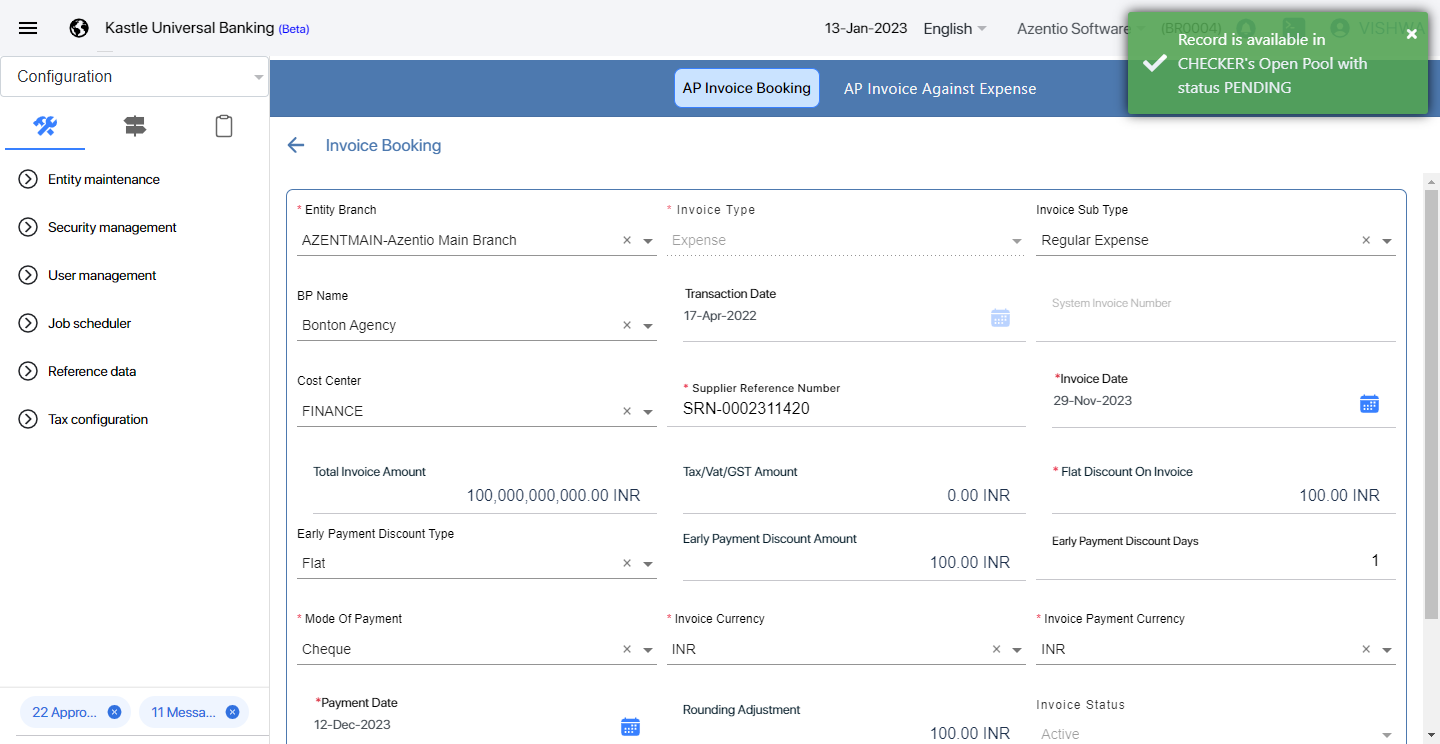 Kastle Universal Banking (Beta)
13-Jan-2023 English Azentio Software (BR0004) VISHWA
Record is available in
CHECKER's Open Pool with
status PENDING
Configuration
AP Invoice Booking AP Invoice Against Expense
Invoice Booking
Entity maintenance
Security management
User management
Job scheduler
Reference data
Tax configuration
22 Appro... 11 Messa...
* Entity Branch * Invoice Type Invoice Sub Type
AZENTMAIN-Azentio Main Branch Expense Regular Expense
BP Name Transaction Date System Invoice Number
Bonton Agency 17-Apr-2022
Cost Center * Supplier Reference Number *Invoice Date
FINANCE SRN-0002311420 29-Nov-2023
Total Invoice Amount Tax/Vat/GST Amount * Flat Discount On Invoice
100,000,000,000.00 INR 0.00 INR 100.00 INR
Early Payment Discount Type Early Payment Discount Amount Early Payment Discount Days
Flat 100.00 INR 1
* Mode Of Payment * Invoice Currency * Invoice Payment Currency
Cheque INR INR
*Payment Date Rounding Adjustment Invoice Status
12-Dec-2023 100.00 INR Active